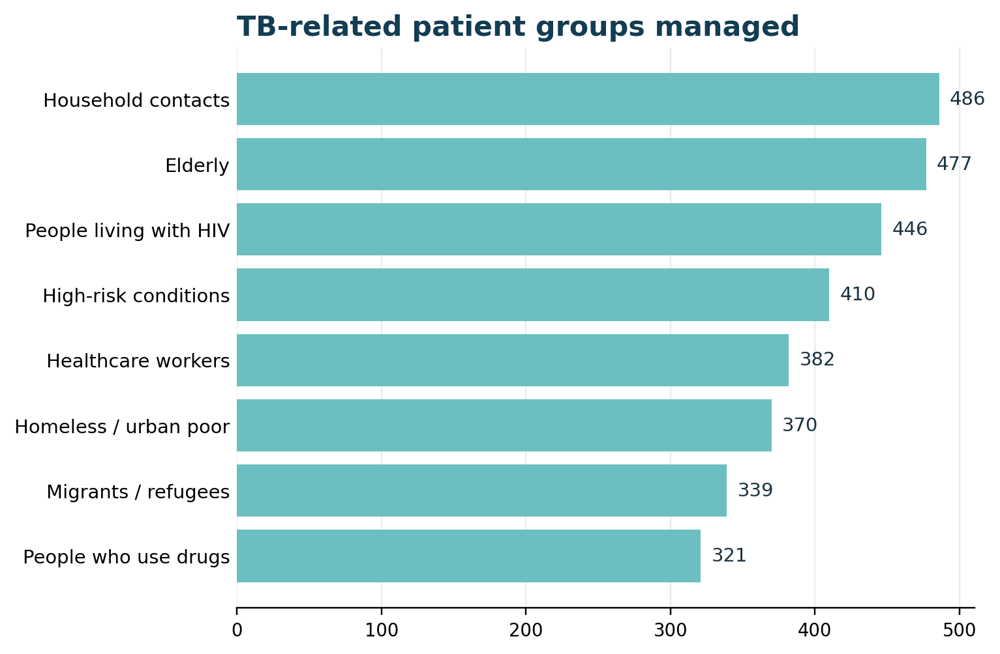 TB-related patient groups managed
Household contacts 486
Elderly 477
People living with HIV 446
High-risk conditions 410
Healthcare workers 382
Homeless / urban poor 370
Migrants / refugees 339
People who use drugs 321
0 100 200 300 400 500